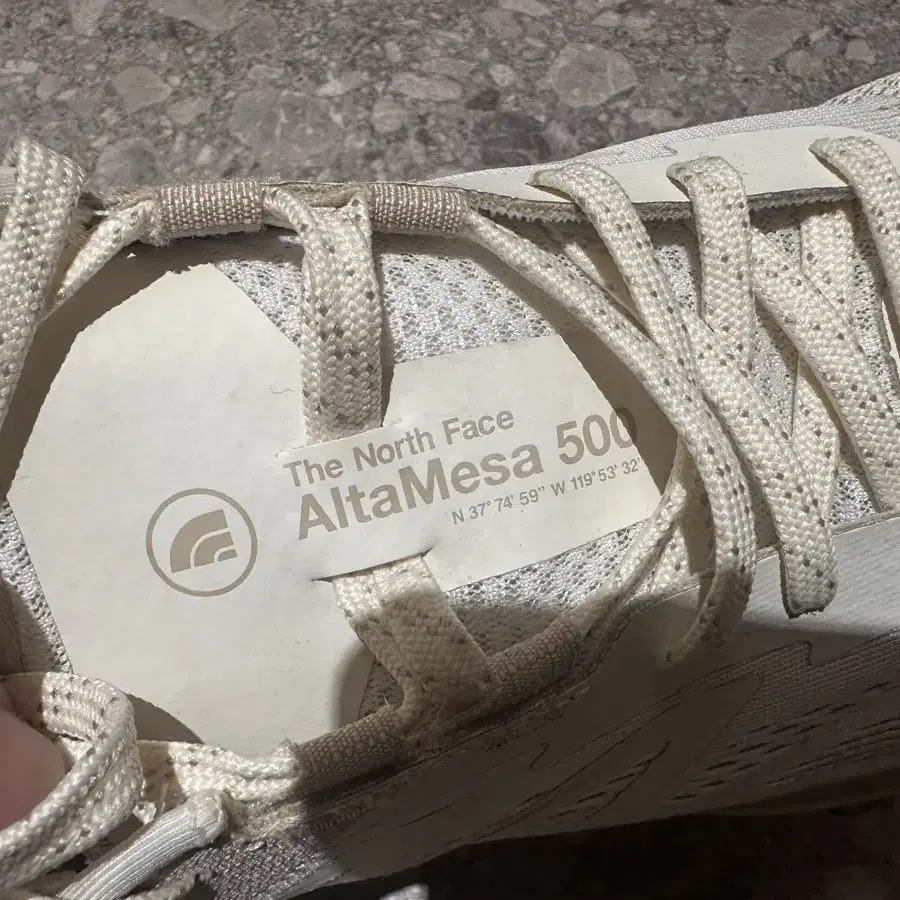 The North Face
AltaMesa 500
N 37°74' 59" W 119°53' 32'